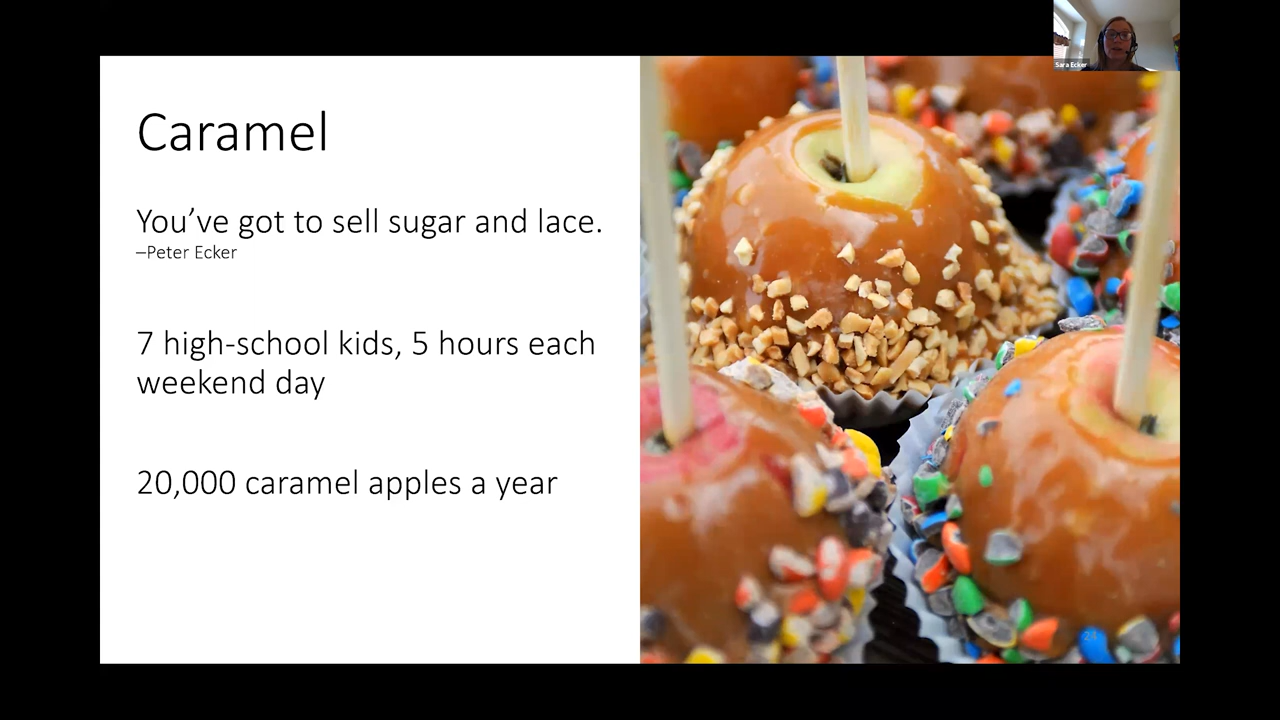 Sara Ecker
Caramel
You’ve got to sell sugar and lace.
–Peter Ecker
7 high-school kids, 5 hours each
weekend day
20,000 caramel apples a year
24